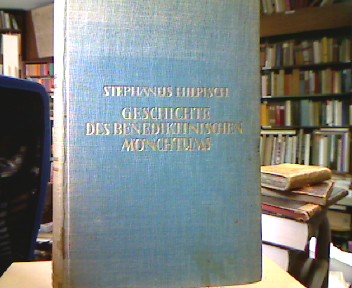 STEPHANUS HILPISCH
GESCHICHTE
DES BENEDIKTINISCHEN
MÖNCHTUMS